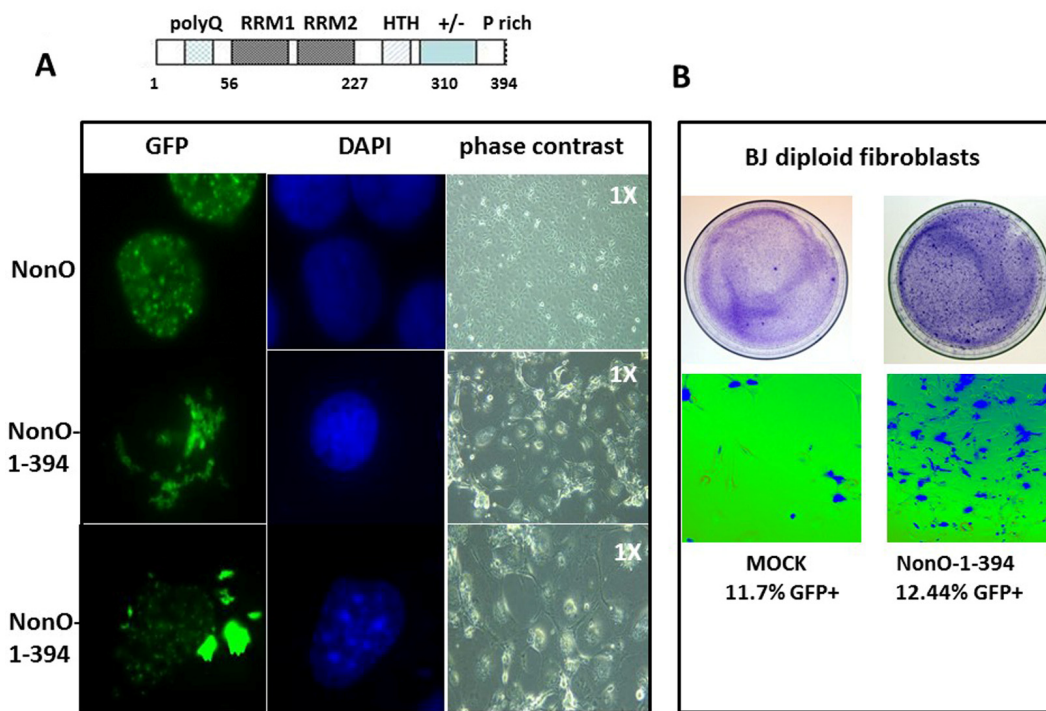 polyQ RRM1 RRM2 HTH +/- P rich
A
1 56 227 310 394
B
GFP DAPI phase contrast
NonO
1X
NonO-
1-394
1X
NonO-
1-394
1X
BJ diploid fibroblasts
MOCK
11.7% GFP+
NonO-1-394
12.44% GFP+